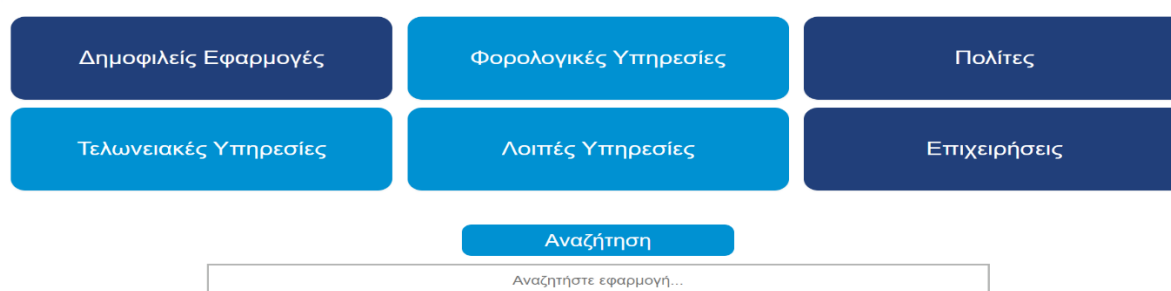 Δημοφιλείς Εφαρμογές
Φορολογικές Υπηρεσίες
Πολίτες
Τελωνειακές Υπηρεσίες
Λοιπές Υπηρεσίες
Επιχειρήσεις
Αναζήτηση
Αναζητήστε εφαρμογή...